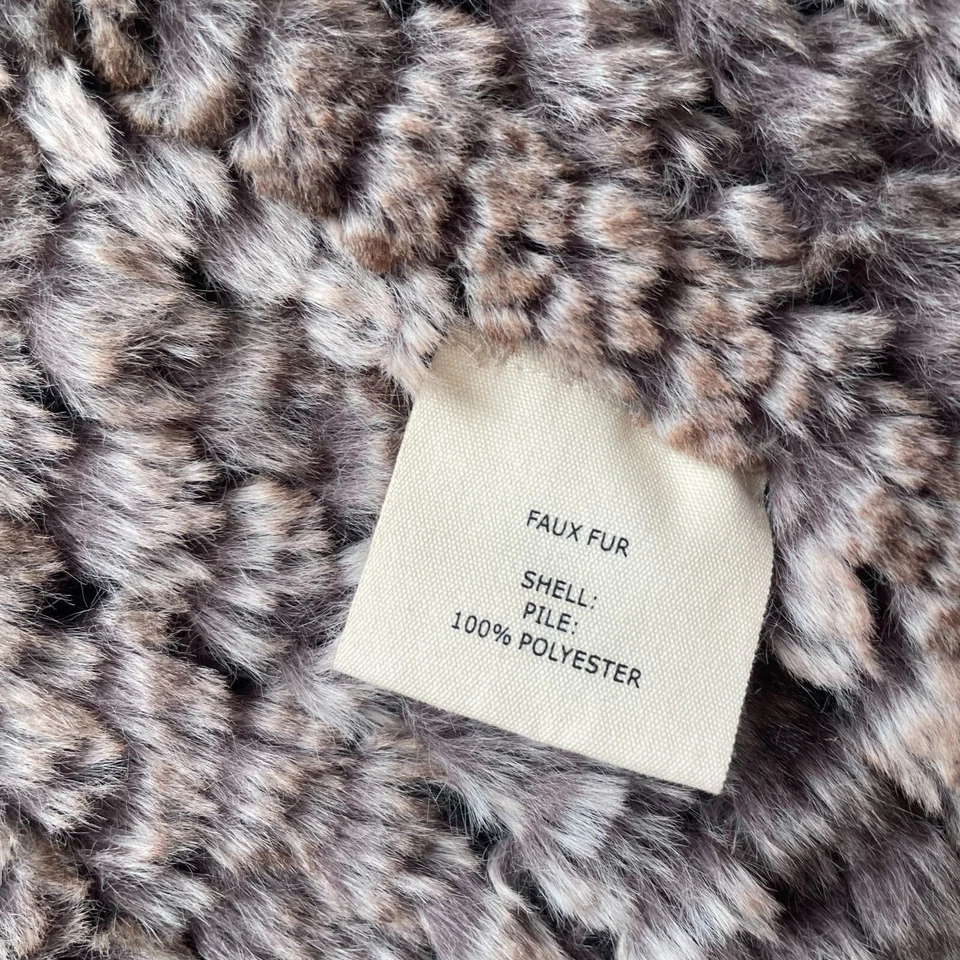 FAUX FUR
SHELL:
PILE:
100% POLYESTER